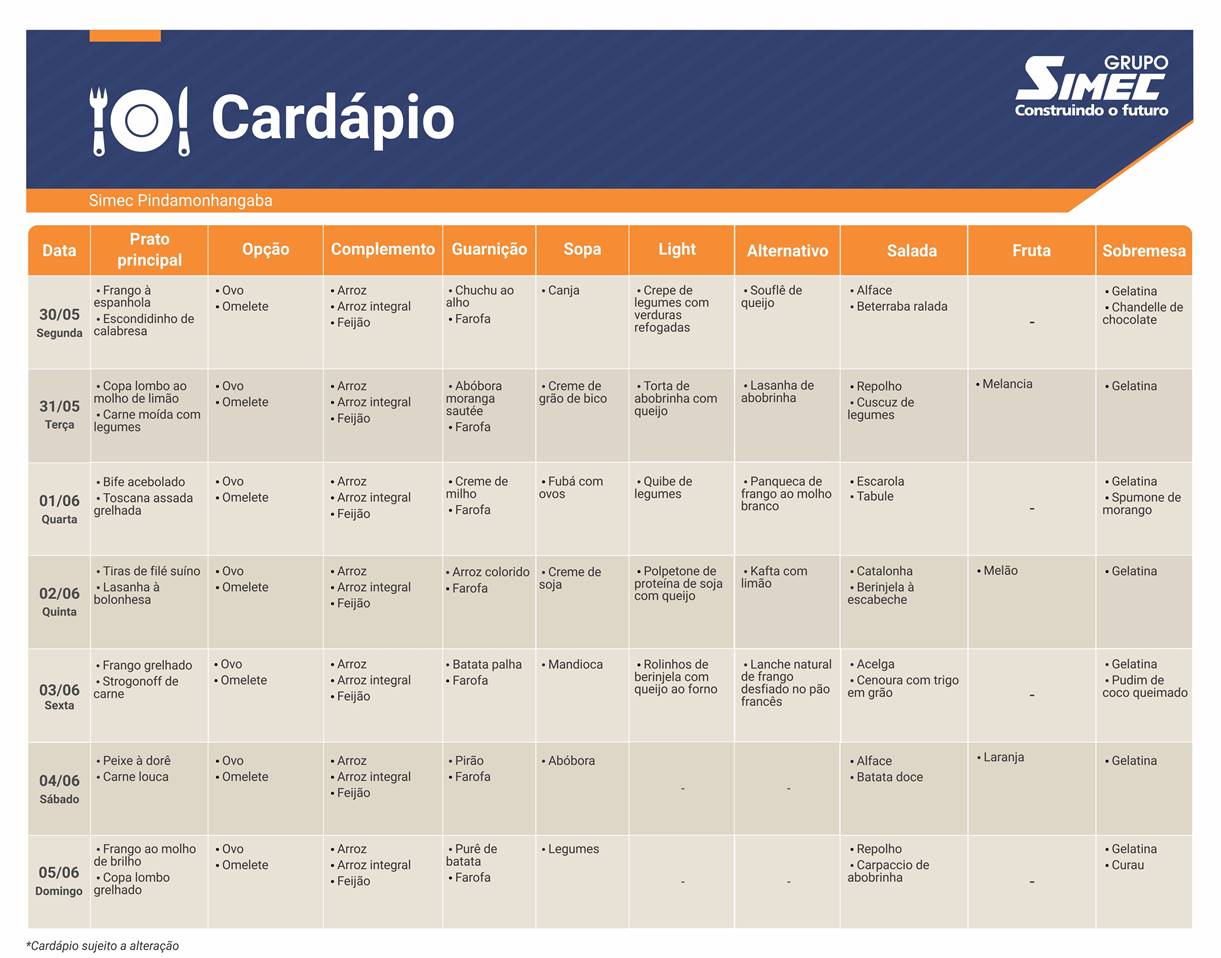 GRUPO
SIMEC
Construindo o futuro
Cardápio
Simec Pindamonhangaba
Data
Prato
principal
Opção
Complemento
Guarnição
Sopa
Light
Alternativo
Salada
Fruta
Sobremesa
30/05
Segunda
• Frango à
espanhola
• Escondidinho de
calabresa
• Ovo
• Omelete
• Arroz
• Arroz integral
• Feijão
• Chuchu ao
alho
• Farofa
• Canja
• Crepe de
legumes com
verduras
refogadas
• Souflê de
queijo
• Alface
• Beterraba ralada
-
• Gelatina
• Chandelle de
chocolate
31/05
Terça
• Copa lombo ao
molho de limão
• Carne moída com
legumes
• Ovo
• Omelete
• Arroz
• Arroz integral
• Feijão
• Abóbora
moranga
sautée
• Farofa
• Creme de
grão de bico
• Torta de
abobrinha com
queijo
• Lasanha de
abobrinha
• Repolho
• Cuscuz de
legumes
• Melancia
• Gelatina
01/06
Quarta
• Bife acebolado
• Toscana assada
grelhada
• Ovo
• Omelete
• Arroz
• Arroz integral
• Feijão
• Creme de
milho
• Farofa
• Fubá com
ovos
• Quibe de
legumes
• Panqueca de
frango ao molho
branco
• Escarola
• Tabule
-
• Gelatina
• Spumone de
morango
02/06
Quinta
• Tiras de filé suíno
• Lasanha à
bolonhesa
• Ovo
• Omelete
• Arroz
• Arroz integral
• Feijão
• Arroz colorido
• Farofa
• Creme de
soja
• Polpetone de
proteína de soja
com queijo
• Kafta com
limão
• Catalonha
• Berinjela à
escabeche
• Melão
• Gelatina
03/06
Sexta
• Frango grelhado
• Strogonoff de
carne
• Ovo
• Omelete
• Arroz
• Arroz integral
• Feijão
• Batata palha
• Farofa
• Mandioca
• Rolinhos de
berinjela com
queijo ao forno
• Lanche natural
de frango
desfiado no pão
francês
• Acelga
• Cenoura com trigo
em grão
-
• Gelatina
• Pudim de
coco queimado
04/06
Sábado
• Peixe à dorê
• Carne louca
• Ovo
• Omelete
• Arroz
• Arroz integral
• Feijão
• Pirão
• Farofa
• Abóbora
-
-
• Alface
• Batata doce
• Laranja
• Gelatina
05/06
Domingo
• Frango ao molho
de brilho
• Copa lombo
grelhado
• Ovo
• Omelete
• Arroz
• Arroz integral
• Feijão
• Purê de
batata
• Farofa
• Legumes
-
-
• Repolho
• Carpaccio de
abobrinha
-
• Gelatina
• Curau
*Cardápio sujeito a alteração